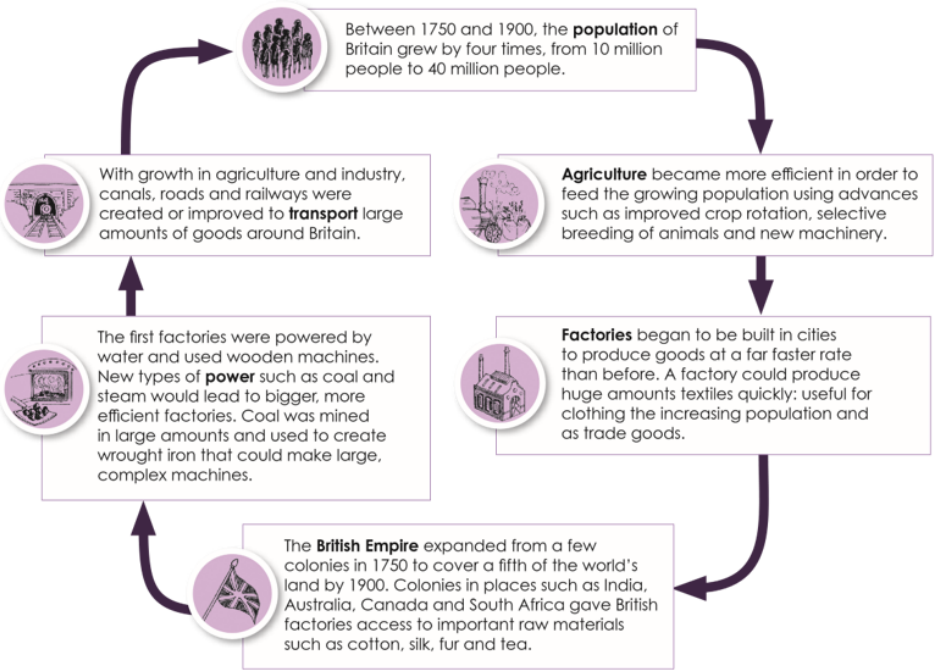 Between 1750 and 1900, the population of
Britain grew by four times, from 10 million
people to 40 million people.
Agriculture became more efficient in order to
feed the growing population using advances
such as improved crop rotation, selective
breeding of animals and new machinery.
Factories began to be built in cities
to produce goods at a far faster rate
than before. A factory could produce
huge amounts textiles quickly: useful for
clothing the increasing population and
as trade goods.
The British Empire expanded from a few
colonies in 1750 to cover a fifth of the world’s
land by 1900. Colonies in places such as India,
Australia, Canada and South Africa gave British
factories access to important raw materials
such as cotton, silk, fur and tea.
The first factories were powered by
water and used wooden machines.
New types of power such as coal and
steam would lead to bigger, more
efficient factories. Coal was mined
in large amounts and used to create
wrought iron that could make large,
complex machines.
With growth in agriculture and industry,
canals, roads and railways were
created or improved to transport large
amounts of goods around Britain.